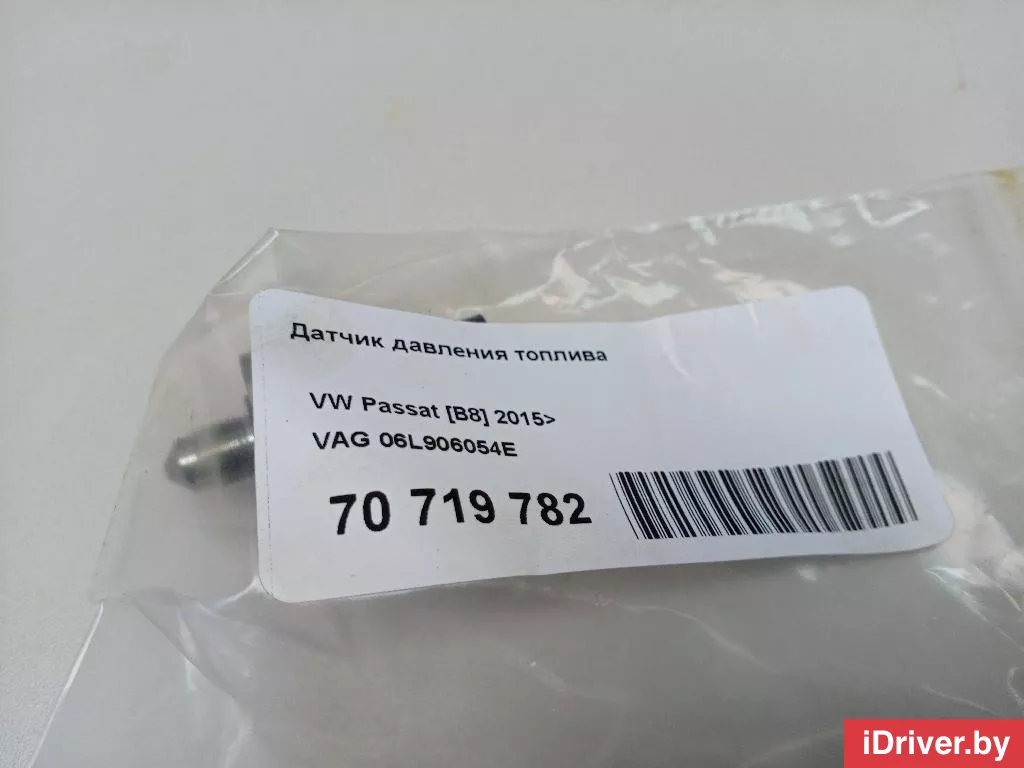 Датчик давления топлива
VW Passat [B8] 2015>
VAG 06L906054E
70 719 782
iDriver.by